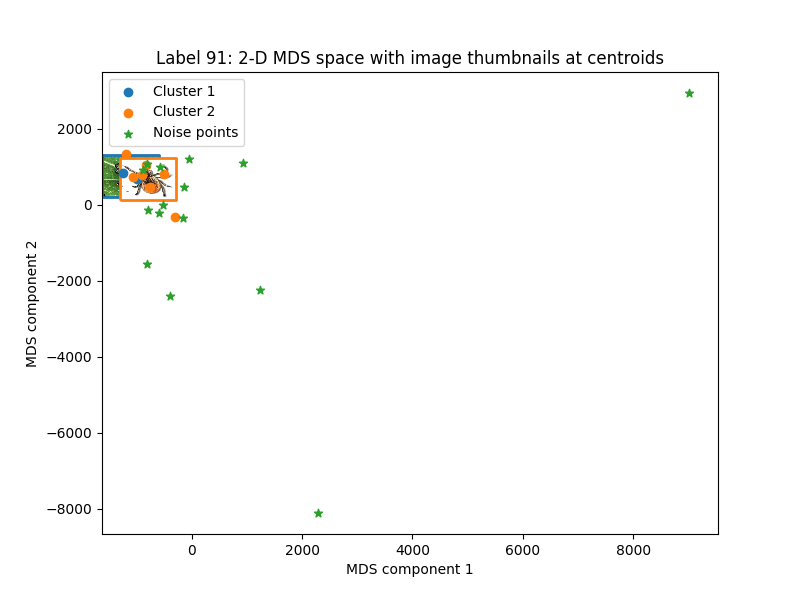 Label 91: 2-D MDS space with image thumbnails at centroids
Cluster 1
Cluster 2
Noise points
2000
0
−2000
−4000
−6000
−8000
MDS component 2
0
2000
4000
6000
8000
MDS component 1